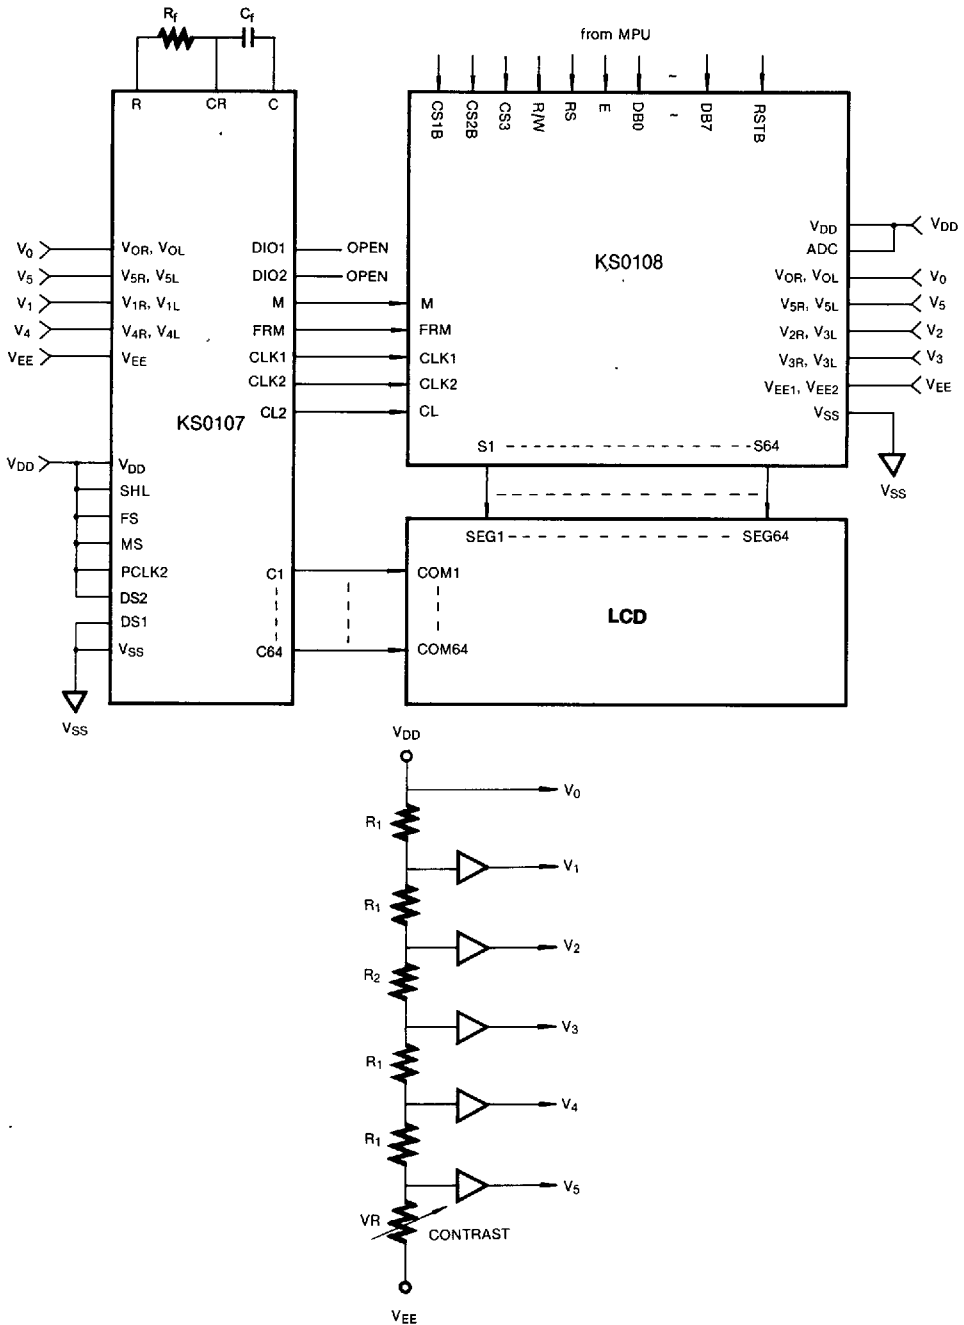 Rf Cf
from MPU
R CR C
CS1B CS2B CS3 R/W RS E DB0 ~ ~ DB7 RSTB
V0 V0R, V0L DIO1 OPEN
V5 V5R, V5L DIO2 OPEN
V1 V1R, V1L M
V4 V4R, V4L FRM
VEE VEE CLK1
CLK2
CL2
KS0107
VDD VDD
SHL
FS
MS
PCLK2
DS2
DS1
VSS
VSS
C1
C64
KS0108
M
FRM
CLK1
CLK2
CL
VDD VDD
ADC
V0R, V0L V0
V5R, V5L V5
V2R, V3L V2
V3R, V3L V3
VEE1, VEE2 VEE
VSS
VSS
S1 S64
SEG1 SEG64
COM1
COM64
LCD
VDD
V0
R1
V1
R1
V2
R2
V3
R1
V4
R1
V5
VR CONTRAST
VEE